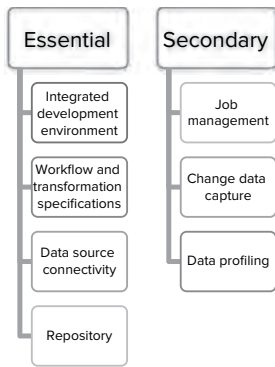 Essential
Integrated
development
environment
Workflow and
transformation
specifications
Data source
connectivity
Repository
Secondary
Job
management
Change data
capture
Data profiling